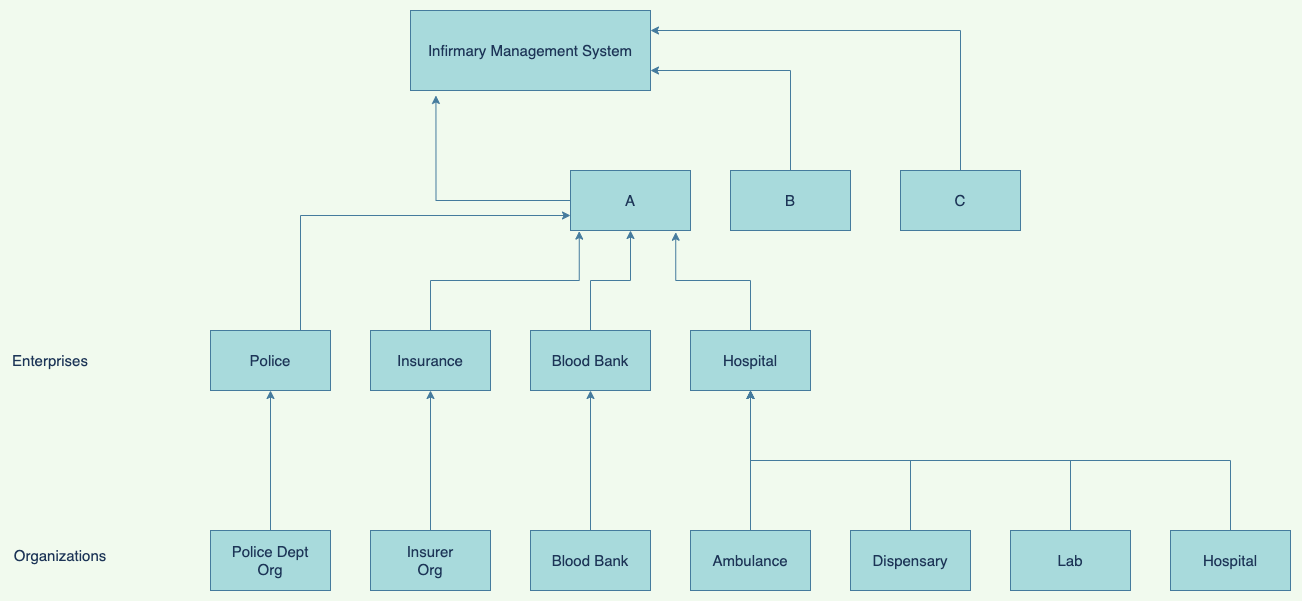 Infirmary Management System
A
B
C
Enterprises
Police
Insurance
Blood Bank
Hospital
Organizations
Police Dept
Org
Insurer
Org
Blood Bank
Ambulance
Dispensary
Lab
Hospital